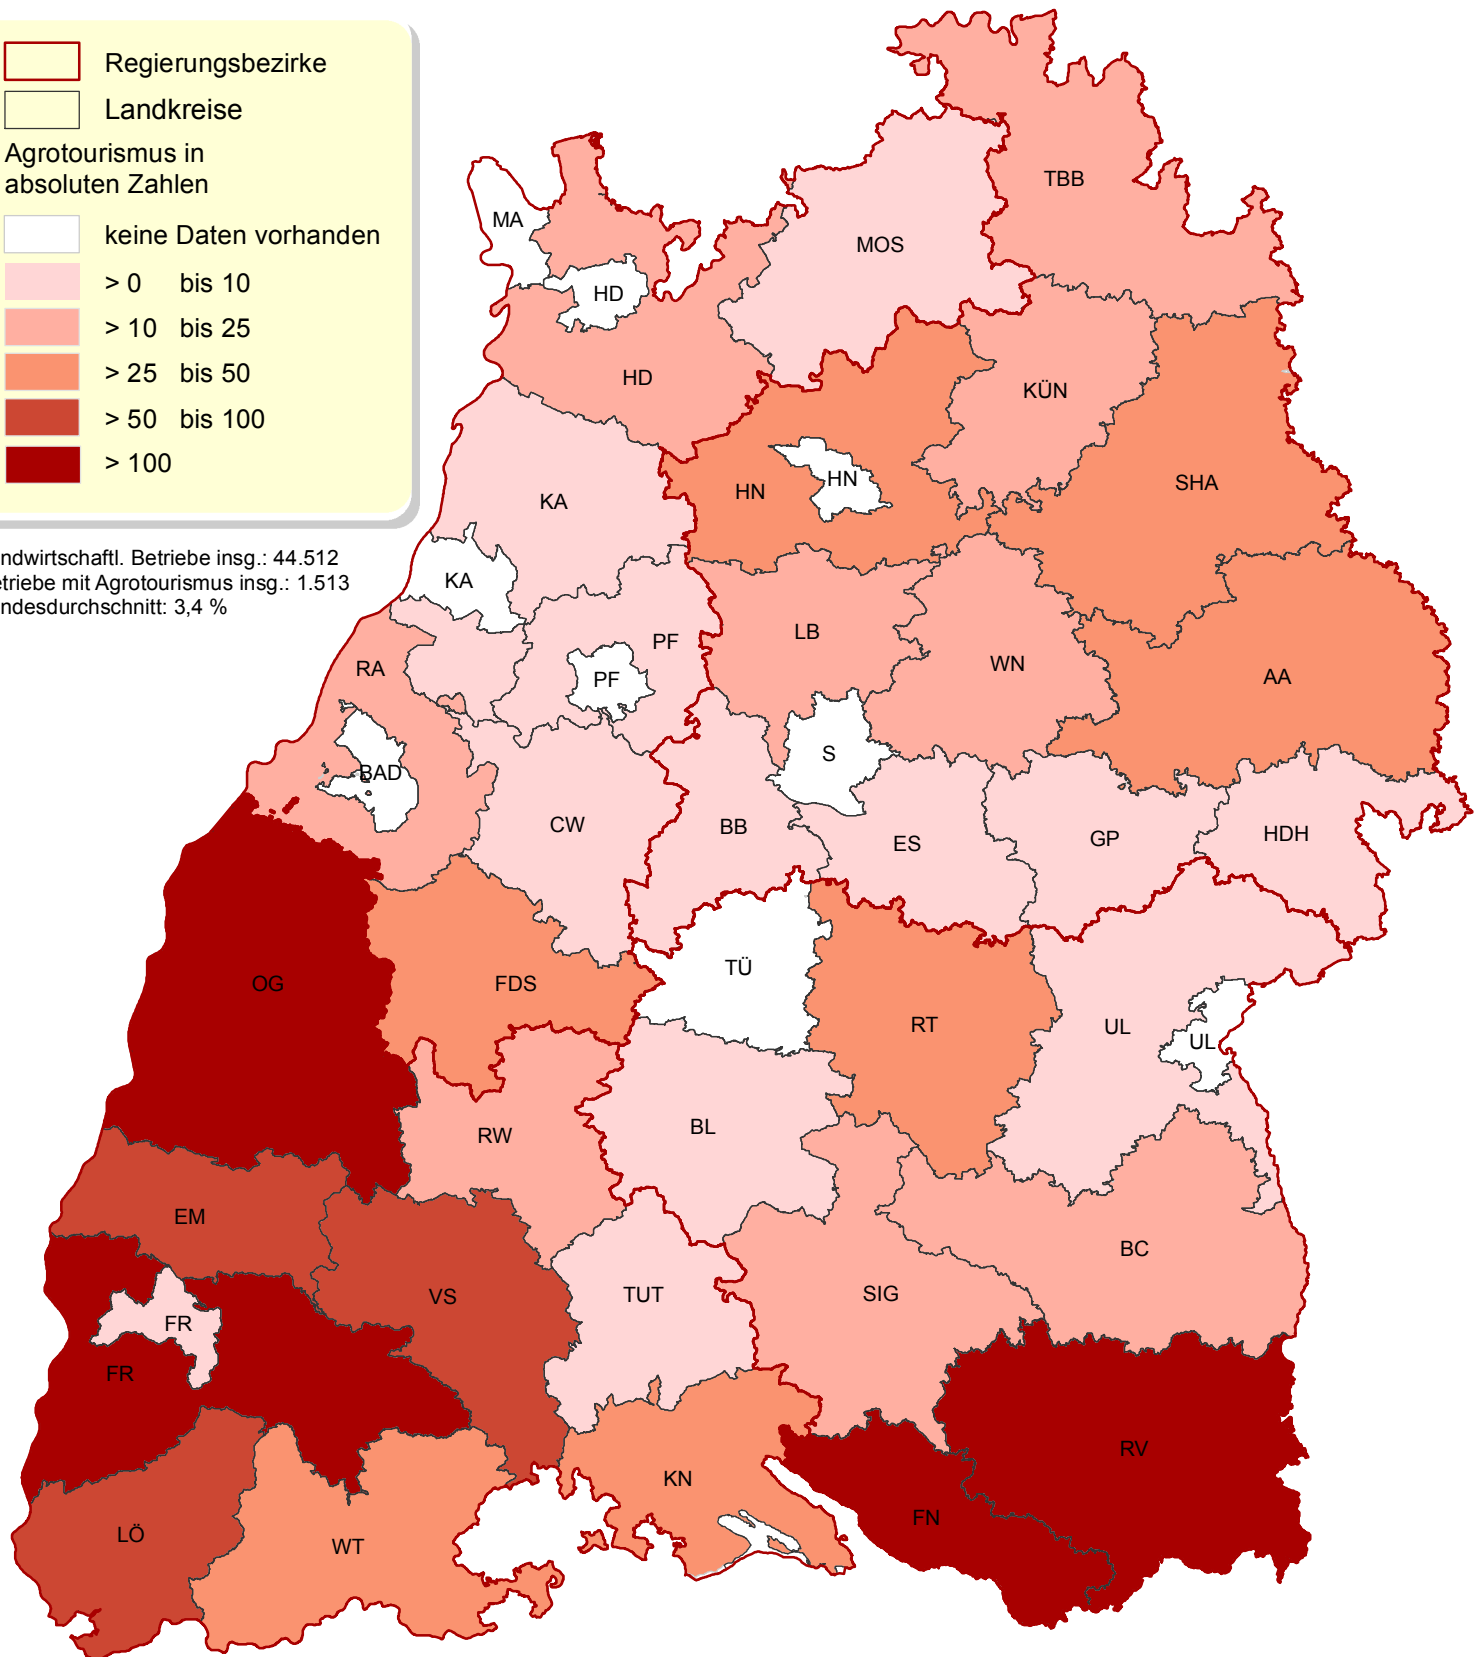 Regierungsbezirke
Landkreise
Agrotourismus in
absoluten Zahlen
keine Daten vorhanden
> 0 bis 10
> 10 bis 25
> 25 bis 50
> 50 bis 100
> 100
ndwirtschaftl. Betriebe insg.: 44.512
etriebe mit Agrotourismus insg.: 1.513
ndesdurchschnitt: 3,4 %
TBB
MA
MOS
HD
HD
KÜN
HN
HN
SHA
KA
KA
LB
PF
WN
RA
PF
AA
S
BAD
CW
BB
ES
GP
HDH
TÜ
OG
FDS
RT
UL
UL
RW
BL
EM
BC
VS
TUT
SIG
FR
FR
RV
KN
FN
LÖ
WT